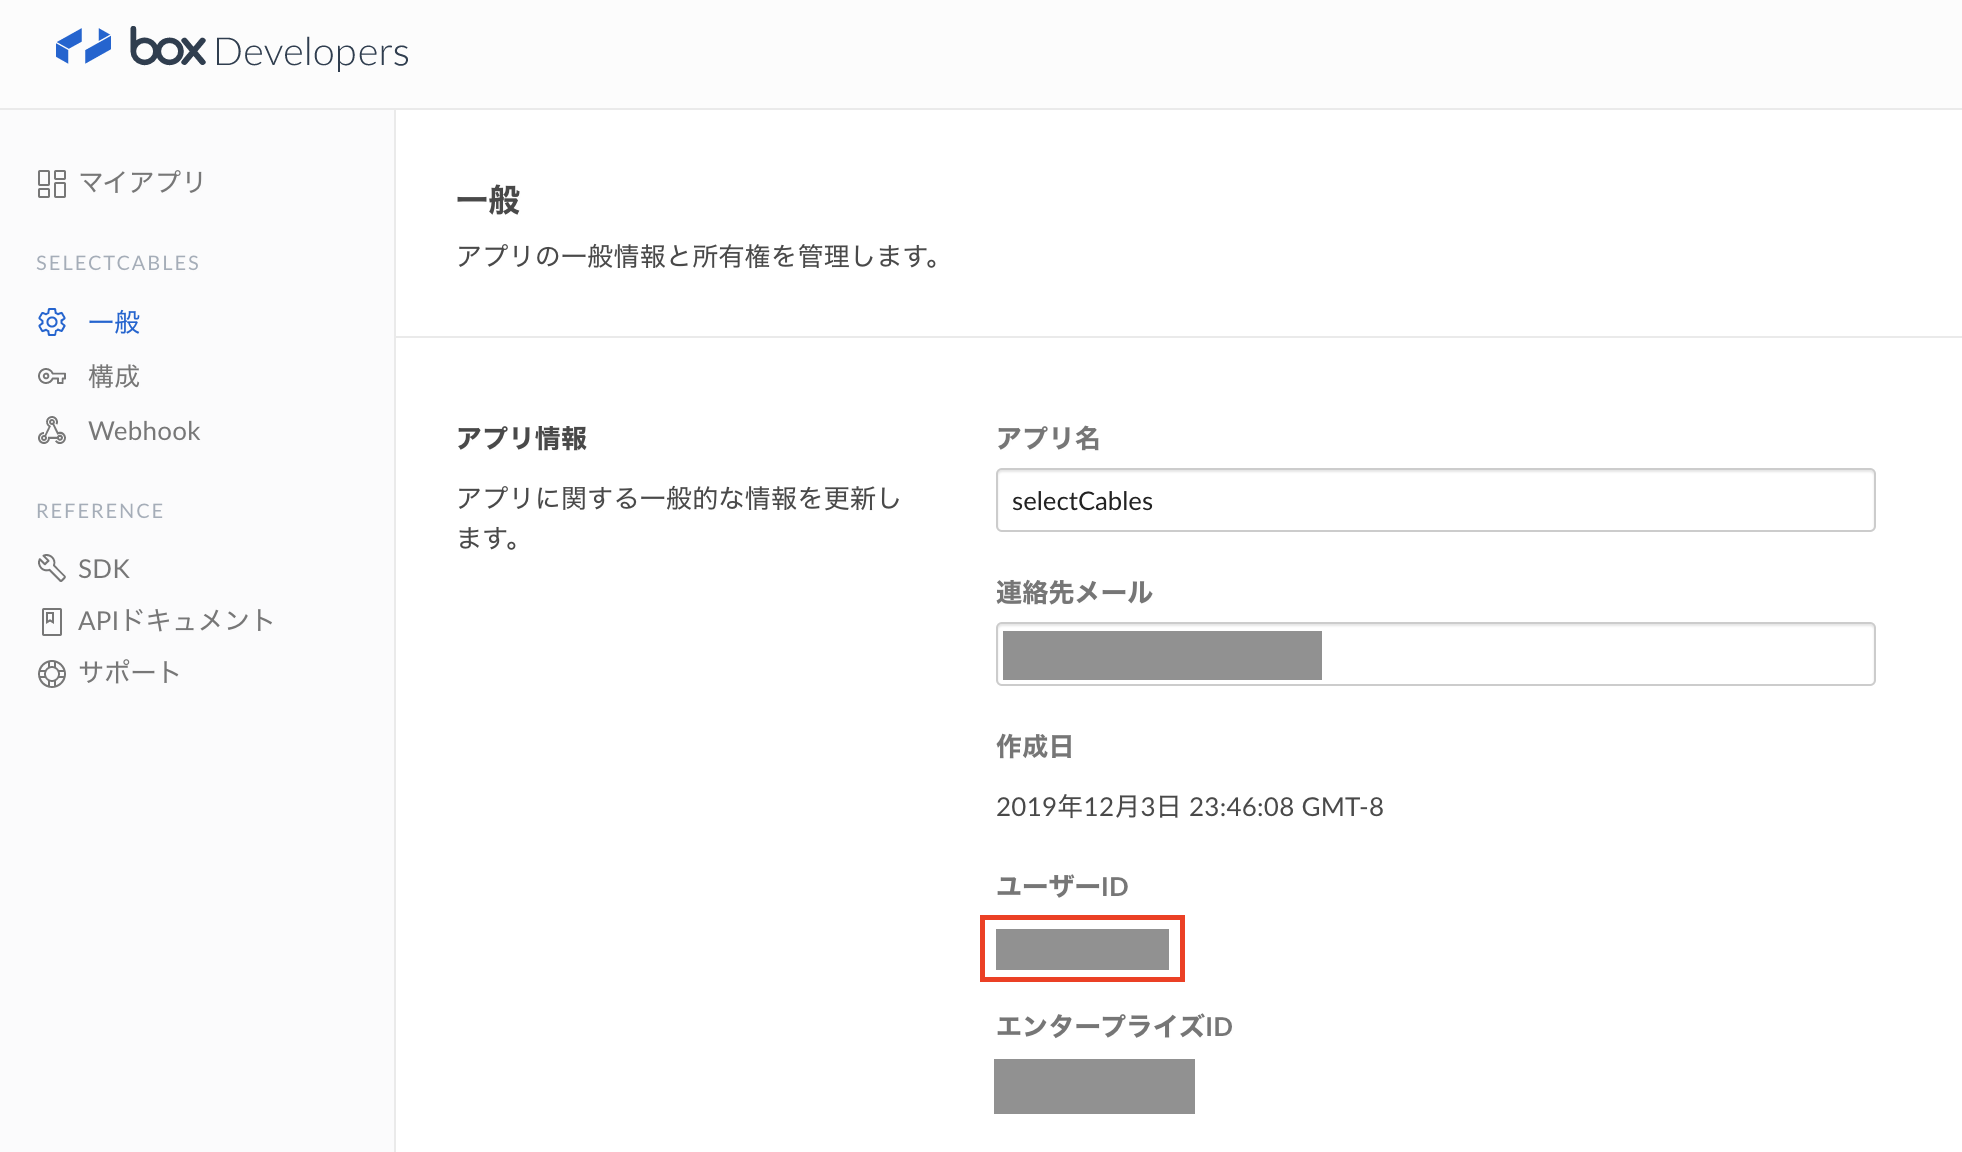 box Developers
マイアプリ
SELECTCABLES
一般
構成
Webhook
REFERENCE
SDK
APIドキュメント
サポート
一般
アプリの一般情報と所有権を管理します。
アプリ情報
アプリに関する一般的な情報を更新し
ます。
アプリ名
selectCables
連絡先メール
作成日
2019年12月3日 23:46:08 GMT-8
ユーザーID
エンタープライズID